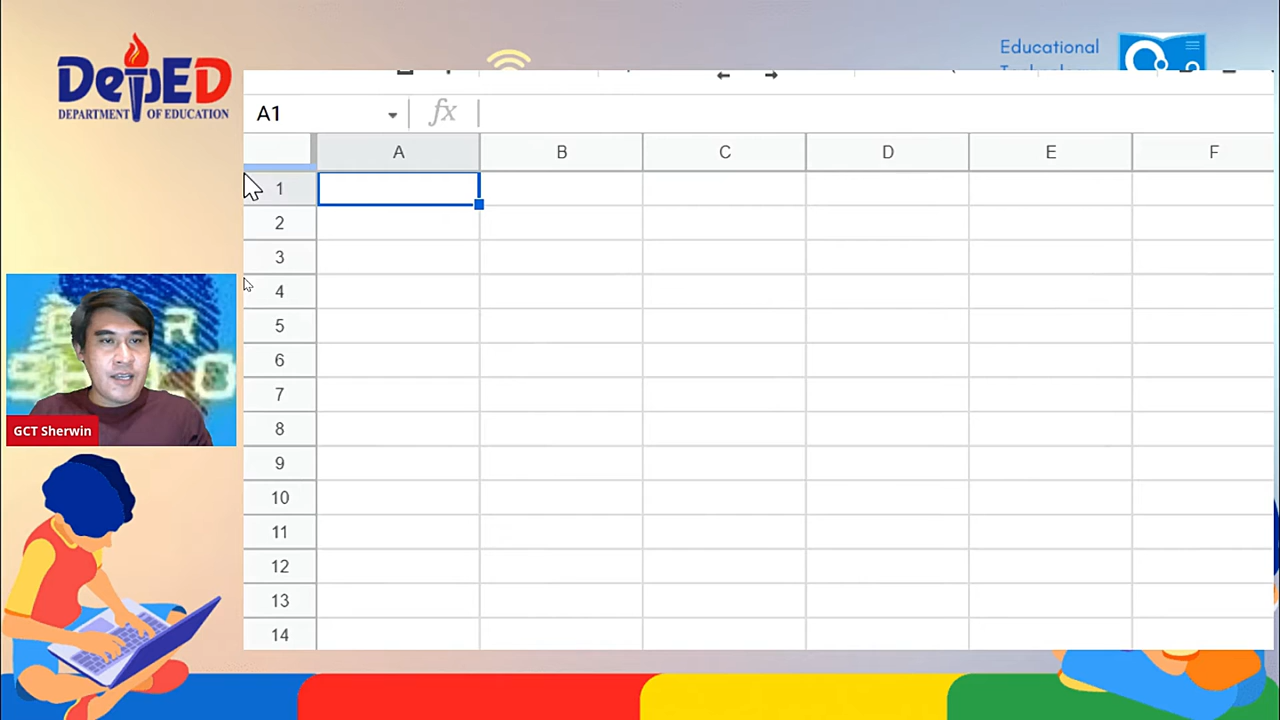 DepED
DEPARTMENT OF EDUCATION
Educational
A1
fx
A B C D E F
1
2
3
4
5
6
7
8
9
10
11
12
13
14
GCT Sherwin